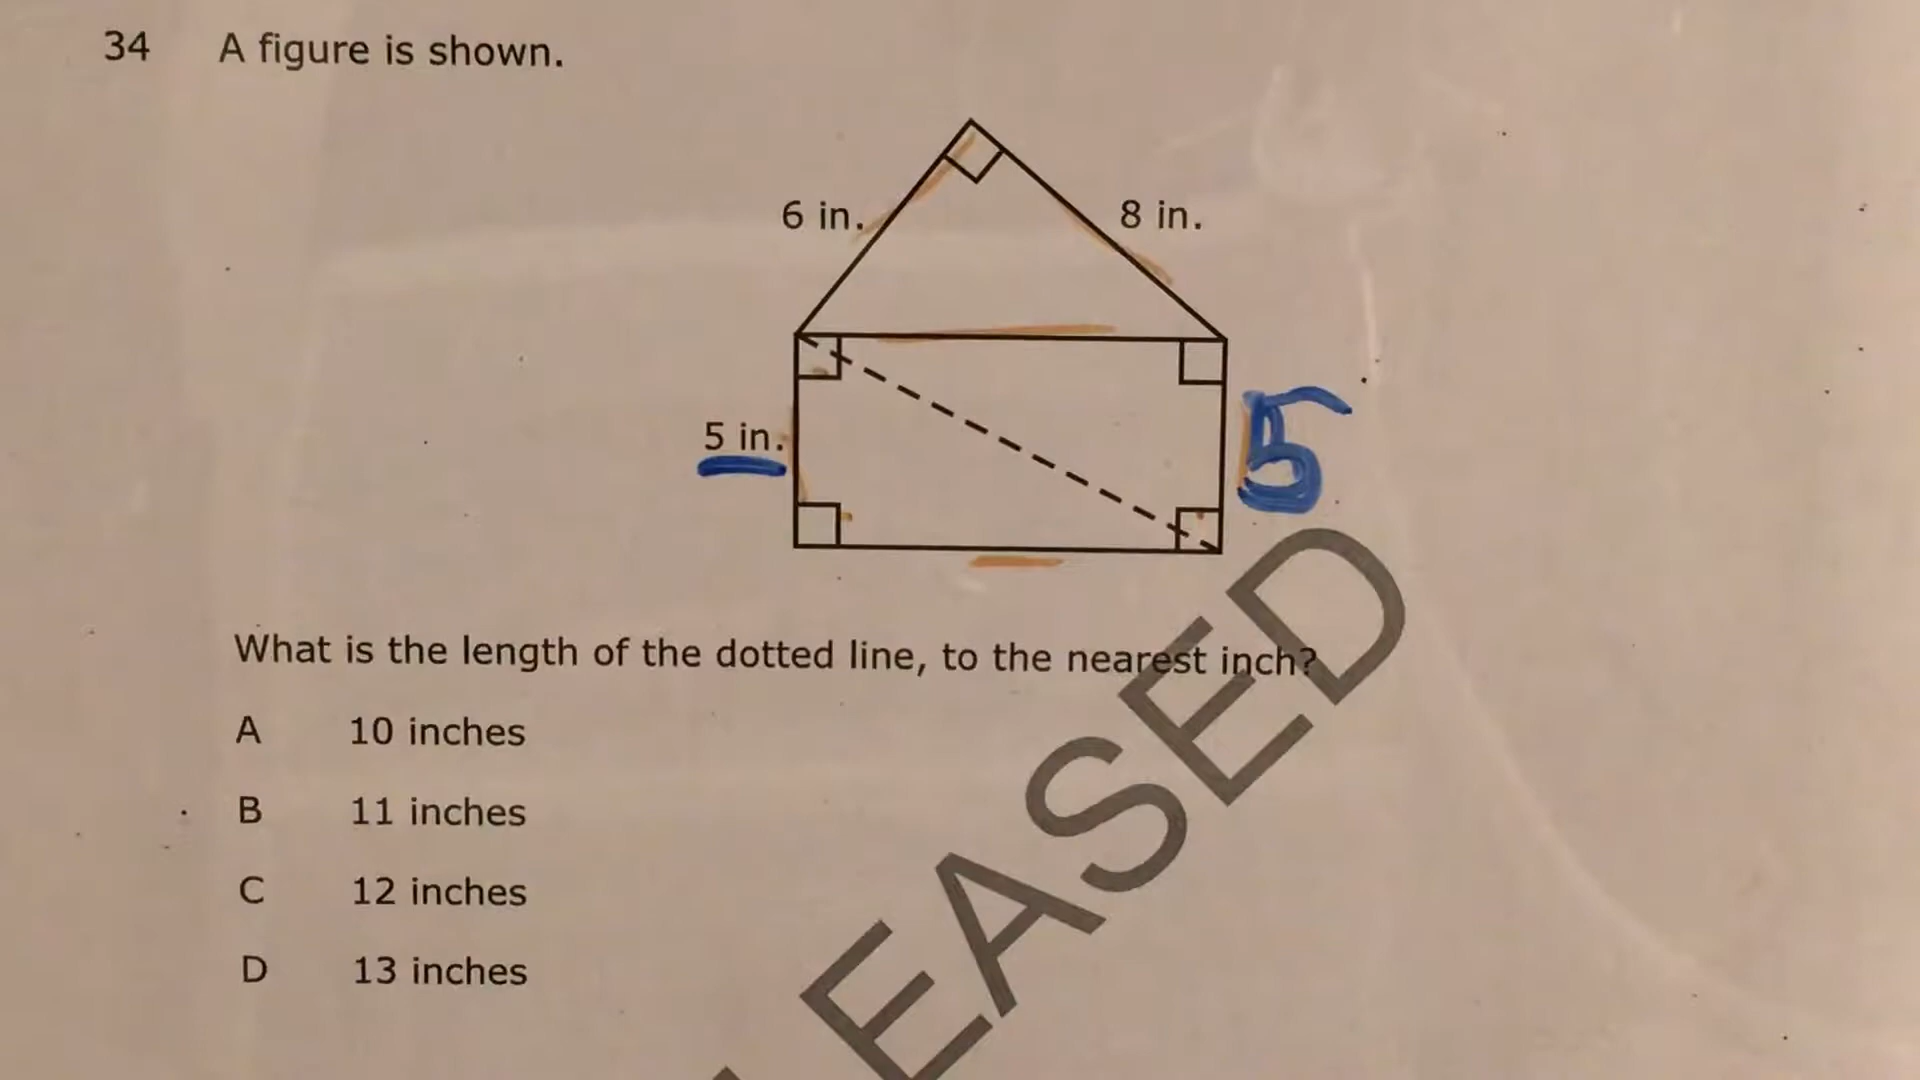 34 A figure is shown.
6 in.
8 in.
5 in.
5
What is the length of the dotted line, to the nearest inch?
A 10 inches
B 11 inches
C 12 inches
D 13 inches
EASED